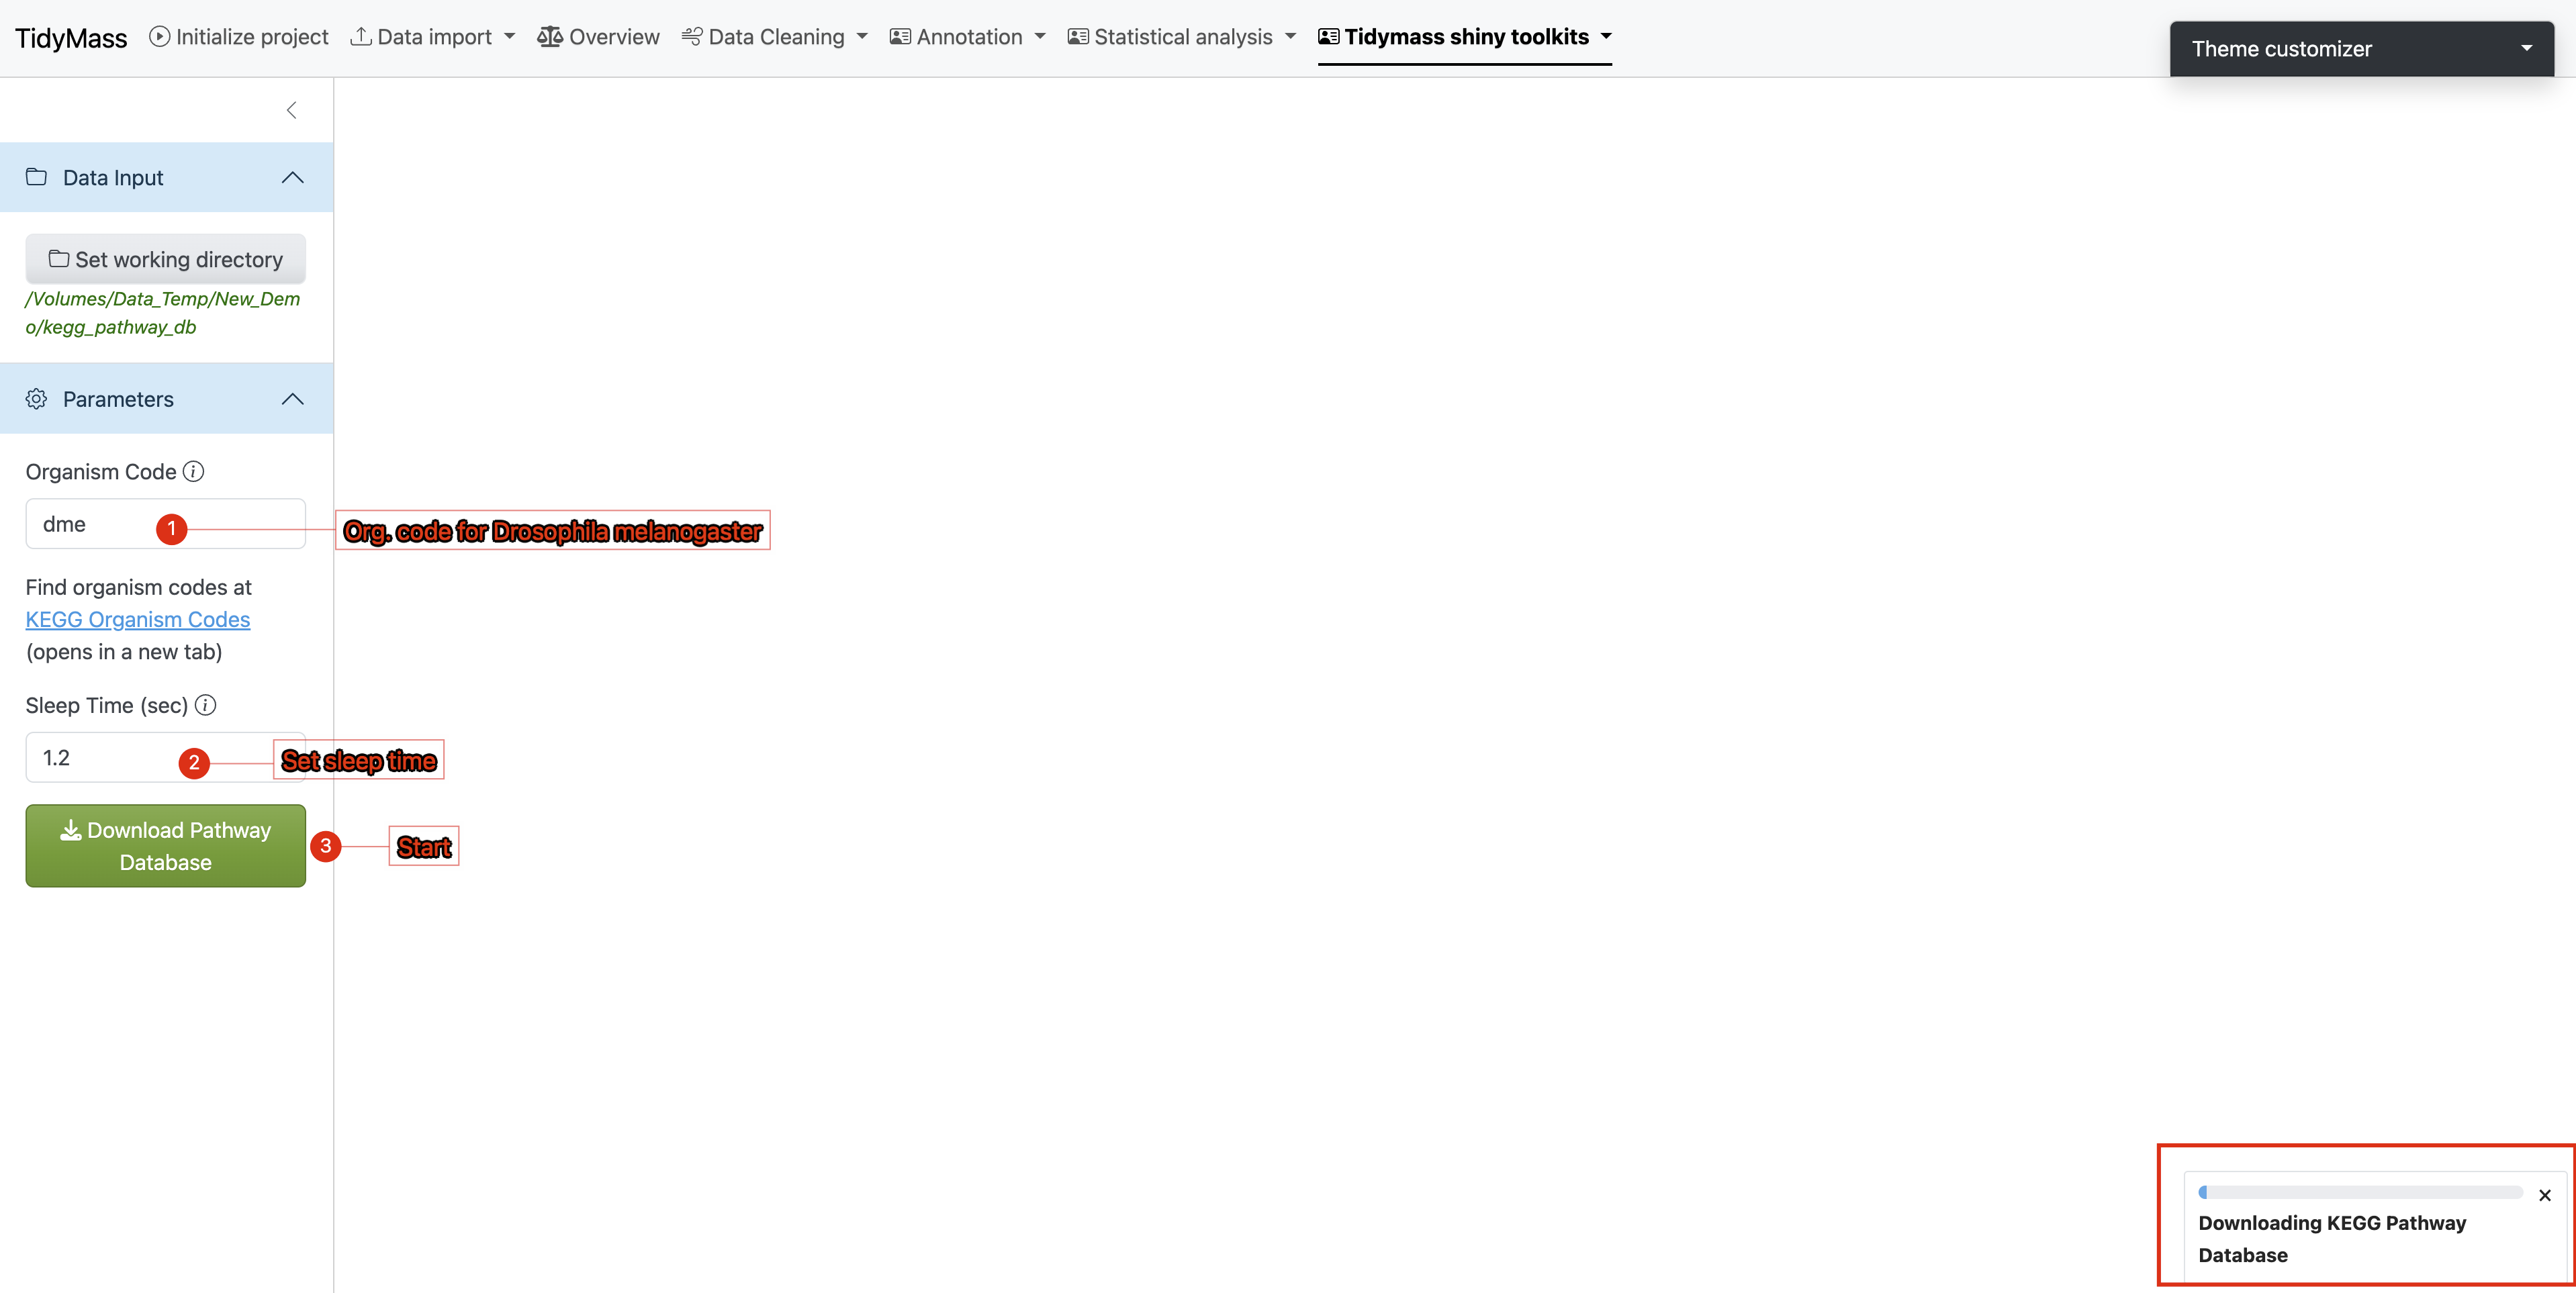 TidyMass Initialize project Data import Overview Data Cleaning Annotation Statistical analysis Tidymass shiny toolkits
Theme customizer
Data Input
Set working directory
/Volumes/Data_Temp/New_Dem
o/kegg_pathway_db
Parameters
Organism Code
dme
1
Org. code for Drosophila melanogaster
Find organism codes at
KEGG Organism Codes
(opens in a new tab)
Sleep Time (sec)
1.2
2
Set sleep time
Download Pathway
Database
3
Start
Downloading KEGG Pathway
Database